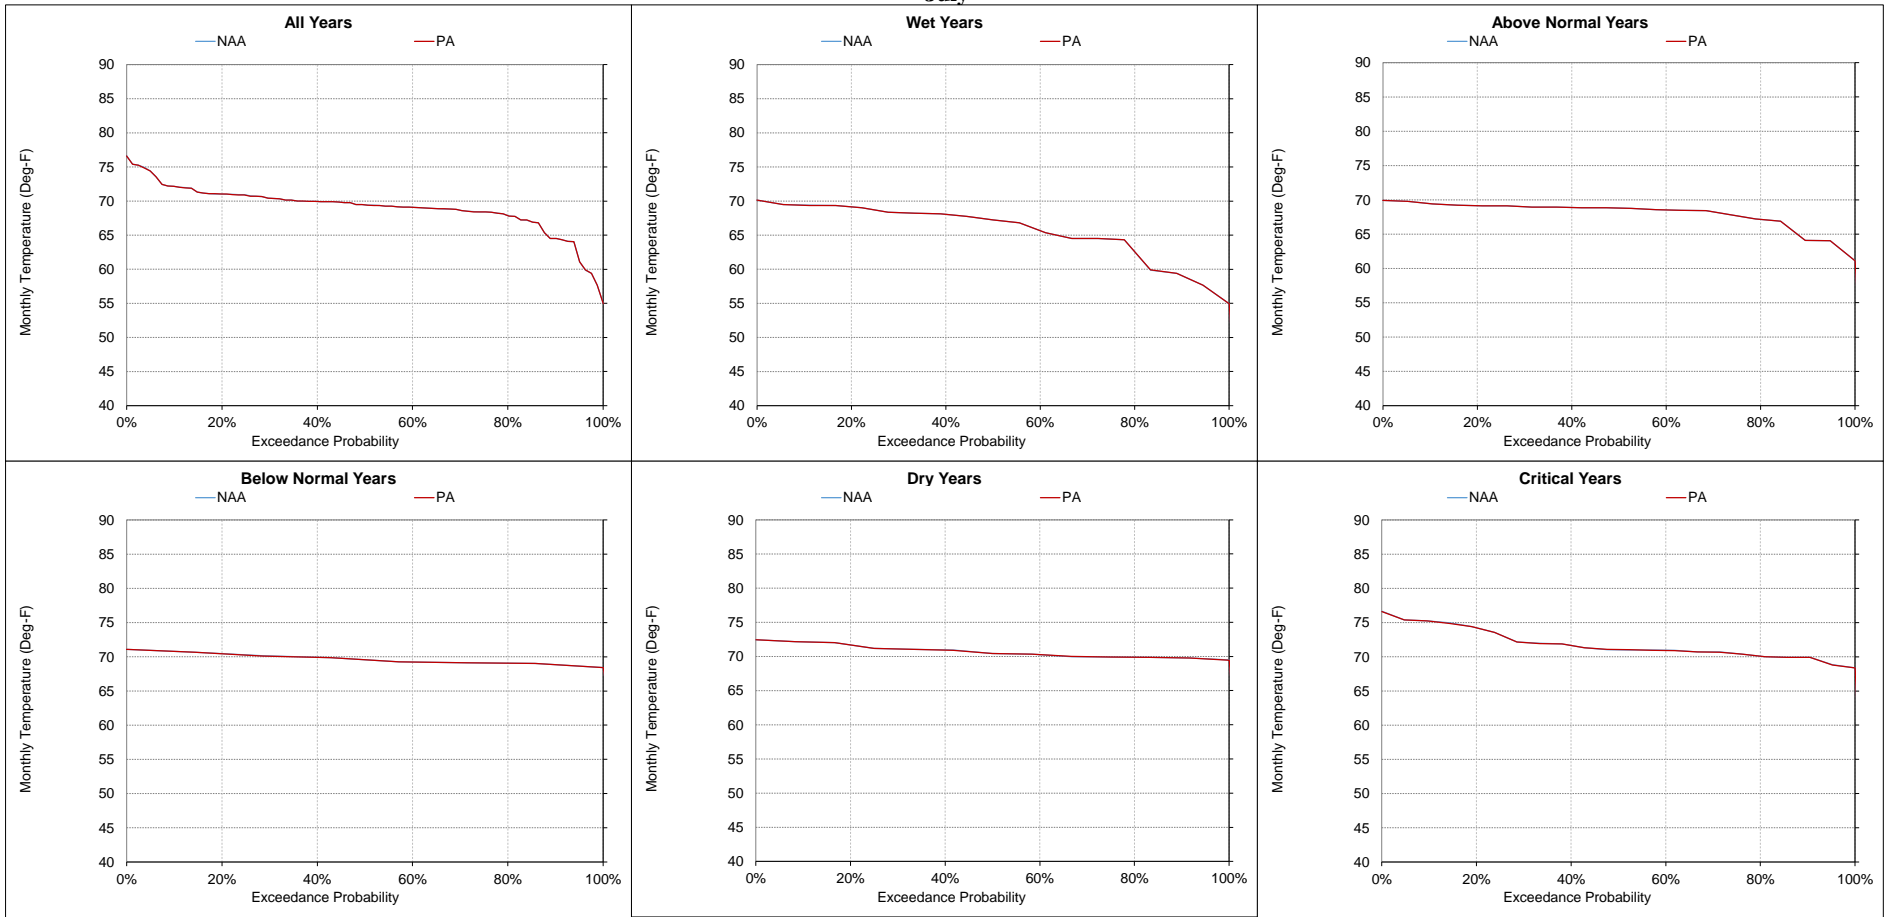 July
All Years
NAA PA
90
85
80
75
70
65
60
55
50
45
40
0% 20% 40% 60% 80% 100%
Monthly Temperature (Deg-F)
Exceedance Probability
Wet Years
NAA PA
90
85
80
75
70
65
60
55
50
45
40
0% 20% 40% 60% 80% 100%
Monthly Temperature (Deg-F)
Exceedance Probability
Above Normal Years
NAA PA
90
85
80
75
70
65
60
55
50
45
40
0% 20% 40% 60% 80% 100%
Monthly Temperature (Deg-F)
Exceedance Probability
Below Normal Years
NAA PA
90
85
80
75
70
65
60
55
50
45
40
0% 20% 40% 60% 80% 100%
Monthly Temperature (Deg-F)
Exceedance Probability
Dry Years
NAA PA
90
85
80
75
70
65
60
55
50
45
40
0% 20% 40% 60% 80% 100%
Monthly Temperature (Deg-F)
Exceedance Probability
Critical Years
NAA PA
90
85
80
75
70
65
60
55
50
45
40
0% 20% 40% 60% 80% 100%
Monthly Temperature (Deg-F)
Exceedance Probability